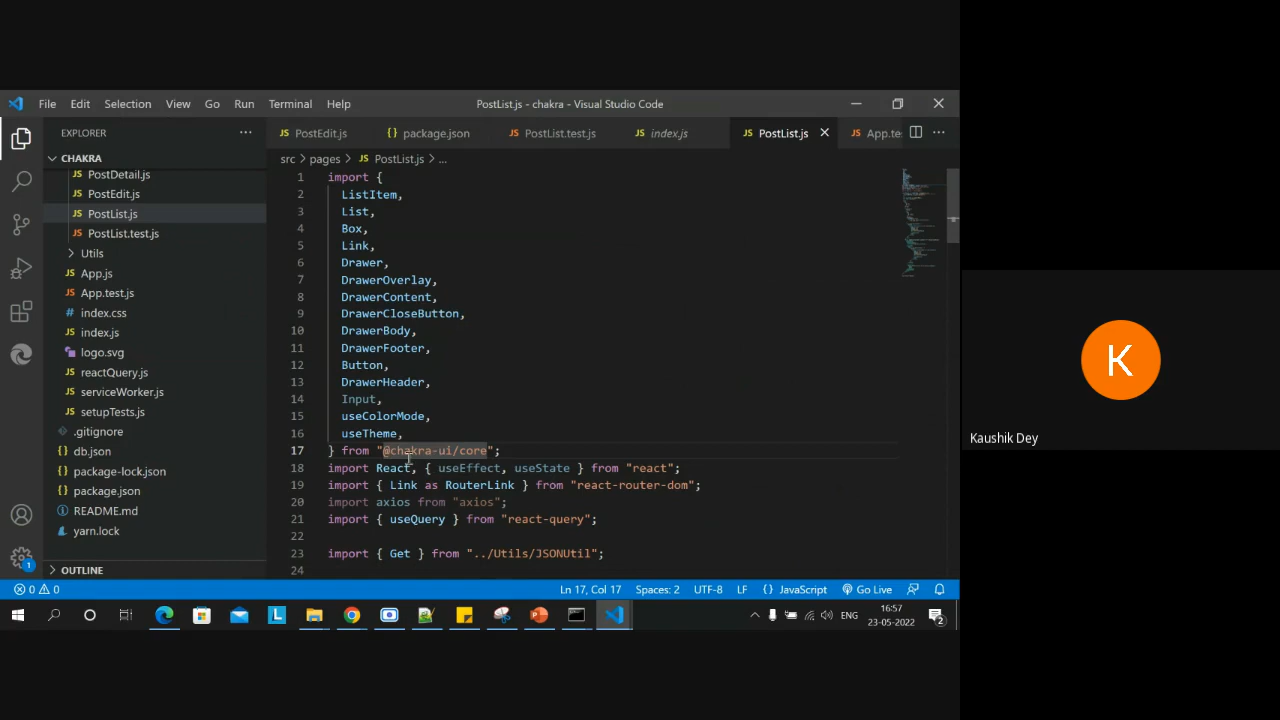 File Edit Selection View Go Run Terminal Help PostList.js - chakra - Visual Studio Code
EXPLORER
PostEdit.js package.json PostList.test.js index.js PostList.js App.te
CHAKRA
src pages PostList.js ...
PostDetail.js
PostEdit.js
PostList.js
PostList.test.js
Utils
App.js
App.test.js
index.css
index.js
logo.svg
reactQuery.js
serviceWorker.js
setupTests.js
.gitignore
db.json
package-lock.json
package.json
README.md
yarn.lock
OUTLINE
1 import {
2 ListItem,
3 List,
4 Box,
5 Link,
6 Drawer,
7 DrawerOverlay,
8 DrawerContent,
9 DrawerCloseButton,
10 DrawerBody,
11 DrawerFooter,
12 Button,
13 DrawerHeader,
14 Input,
15 useColorMode,
16 useTheme,
17 } from "@chakra-ui/core";
18 import React, { useEffect, useState } from "react";
19 import { Link as RouterLink } from "react-router-dom";
20 import axios from "axios";
21 import { useQuery } from "react-query";
22
23 import { Get } from "../Utils/JSONUtil";
24
1
0 0 Ln 17, Col 17 Spaces: 2 UTF-8 LF {} JavaScript Go Live
L ENG 16:57
23-05-2022 2
K
Kaushik Dey